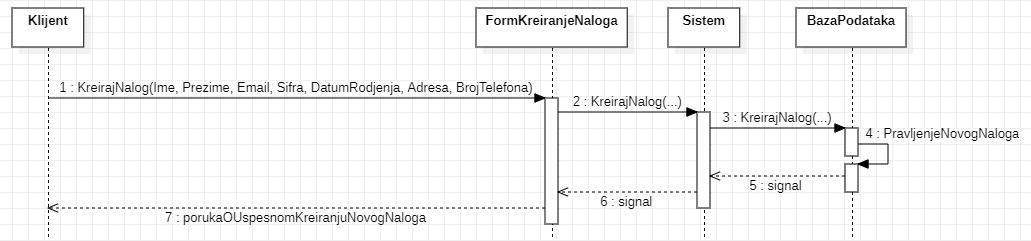 Klijent
FormKreiranjeNaloga
Sistem
BazaPodataka
1 : KreirajNalog(Ime, Prezime, Email, Sifra, DatumRodjenja, Adresa, BrojTelefona)
2 : KreirajNalog(...)
3 : KreirajNalog(...)
4 : PravljenjeNovogNaloga
5 : signal
6 : signal
7 : porukaOUspesnomKreiranjuNovogNaloga